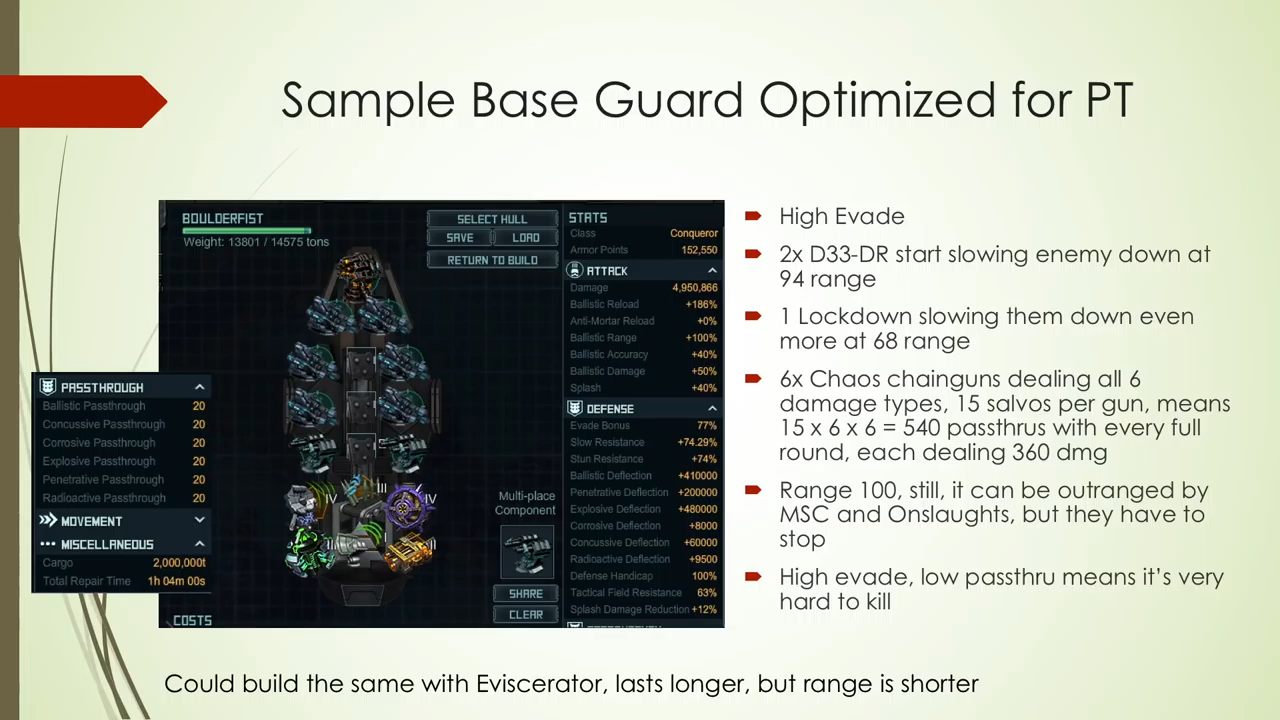 Sample Base Guard Optimized for PT
BOULDERFIST
Weight: 13801 / 14575 tons
SELECT HULL
SAVE
LOAD
RETURN TO BUILD
IV
III
IV
II
II
Multi-place
Component
SHARE
CLEAR
COSTS
STATS
Class Conqueror
Armor Points 152,550
ATTACK
Damage 4,950,866
Ballistic Reload +186%
Anti-Mortar Reload +0%
Ballistic Range +100%
Ballistic Accuracy +40%
Ballistic Damage +50%
Splash +40%
DEFENSE
Evade Bonus 77%
Slow Resistance +74.29%
Stun Resistance +74%
Ballistic Deflection +410000
Penetrative Deflection +200000
Explosive Deflection +480000
Corrosive Deflection +8000
Concussive Deflection +60000
Radioactive Deflection +9500
Defense Handicap 100%
Tactical Field Resistance 63%
Splash Damage Reduction +12%
PASSTHROUGH
Ballistic Passthrough 20
Concussive Passthrough 20
Corrosive Passthrough 20
Explosive Passthrough 20
Penetrative Passthrough 20
Radioactive Passthrough 20
MOVEMENT
MISCELLANEOUS
Cargo 2,000,000t
Total Repair Time 1h 04m 00s
High Evade
2x D33-DR start slowing enemy down at
94 range
1 Lockdown slowing them down even
more at 68 range
6x Chaos chainguns dealing all 6
damage types, 15 salvos per gun, means
15 x 6 x 6 = 540 passthrus with every full
round, each dealing 360 dmg
Range 100, still, it can be outranged by
MSC and Onslaughts, but they have to
stop
High evade, low passthru means it's very
hard to kill
Could build the same with Eviscerator, lasts longer, but range is shorter